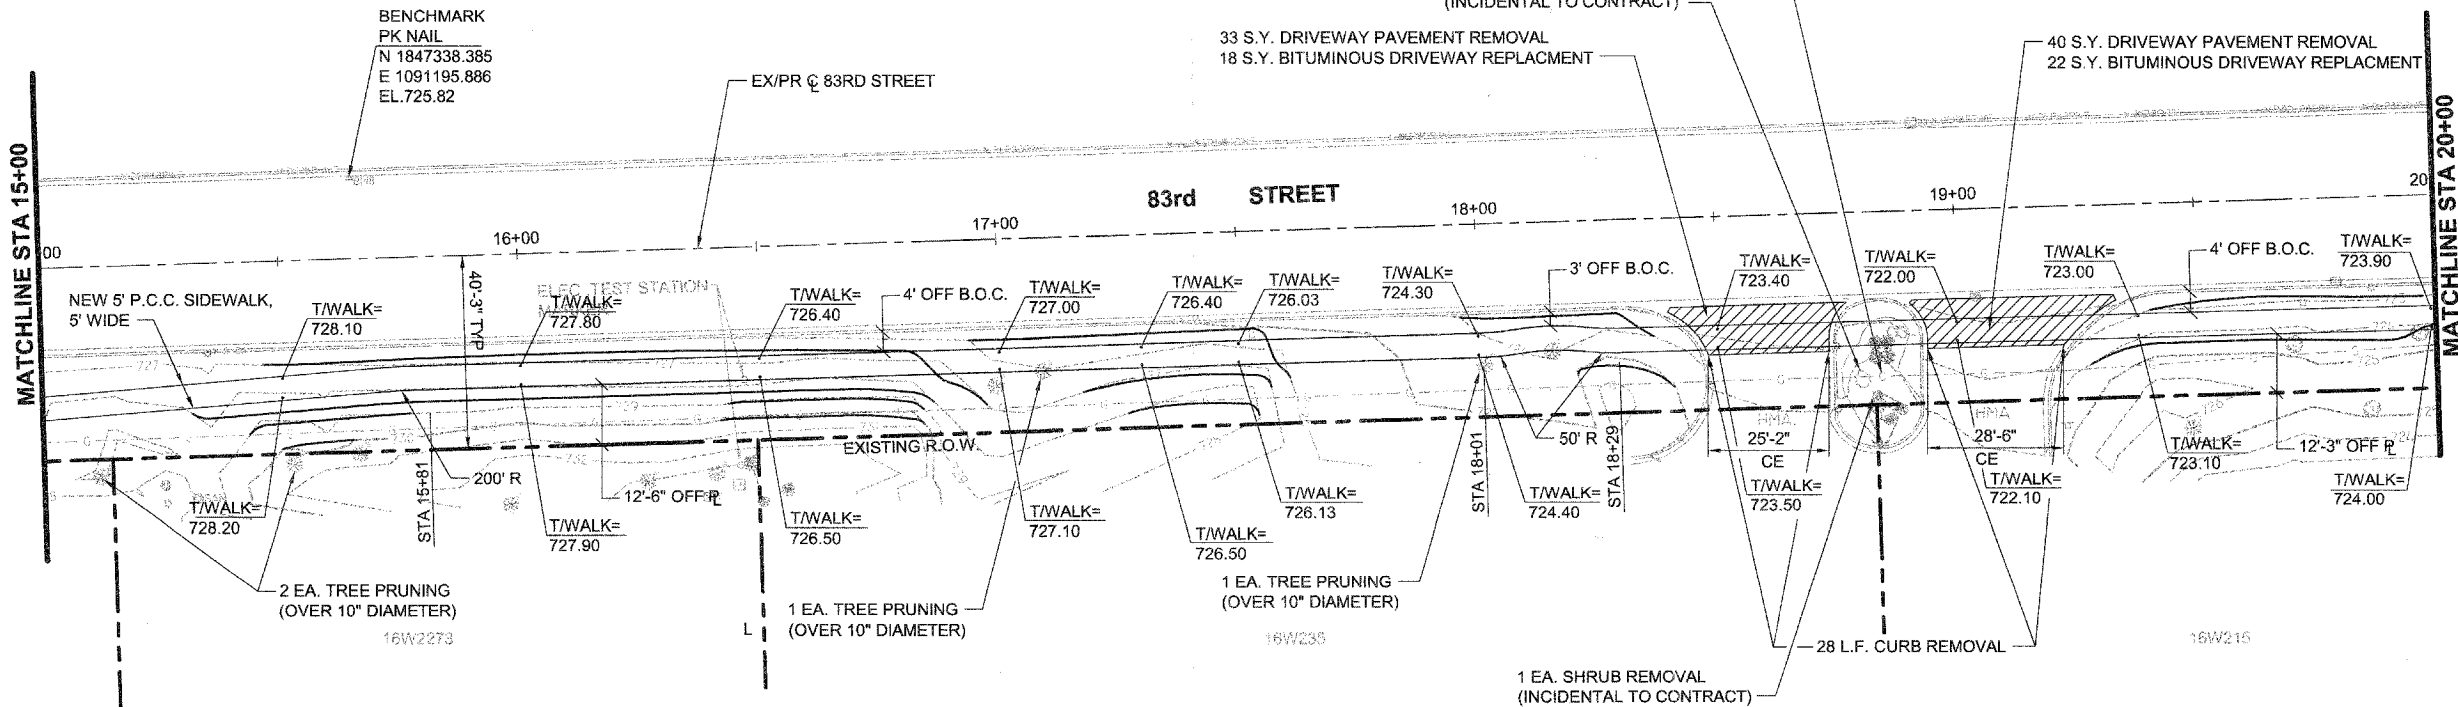 BENCHMARK
PK NAIL
N 1847338.385
E 1091195.886
EL.725.82
EX/PR ℄ 83RD STREET
(INCIDENTAL TO CONTRACT)
33 S.Y. DRIVEWAY PAVEMENT REMOVAL
18 S.Y. BITUMINOUS DRIVEWAY REPLACMENT
40 S.Y. DRIVEWAY PAVEMENT REMOVAL
22 S.Y. BITUMINOUS DRIVEWAY REPLACMENT
MATCHLINE STA 15+00
MATCHLINE STA 20+00
83rd STREET
00
16+00
17+00
18+00
19+00
20
NEW 5' P.C.C. SIDEWALK,
5' WIDE
T/WALK=
728.10
40'-3" TYP
ELEC. TEST STATION
T/WALK=
727.80
T/WALK=
726.40
4' OFF B.O.C.
T/WALK=
727.00
T/WALK=
726.40
T/WALK=
726.03
T/WALK=
724.30
3' OFF B.O.C.
T/WALK=
723.40
T/WALK=
722.00
T/WALK=
723.00
4' OFF B.O.C.
T/WALK=
723.90
727
EXISTING R.O.W.
HMA
HMA
T/WALK=
728.20
STA 15+81
200' R
T/WALK=
727.90
12'-6" OFF ⅊
T/WALK=
726.50
T/WALK=
727.10
T/WALK=
726.50
T/WALK=
726.13
STA 18+01
50' R
T/WALK=
724.40
STA 18+29
25'-2"
CE
T/WALK=
723.50
28'-6"
CE
T/WALK=
722.10
T/WALK=
723.10
12'-3" OFF ⅊
T/WALK=
724.00
2 EA. TREE PRUNING
(OVER 10" DIAMETER)
1 EA. TREE PRUNING
(OVER 10" DIAMETER)
1 EA. TREE PRUNING
(OVER 10" DIAMETER)
28 L.F. CURB REMOVAL
1 EA. SHRUB REMOVAL
(INCIDENTAL TO CONTRACT)
16W2273
L
16W235
16W215